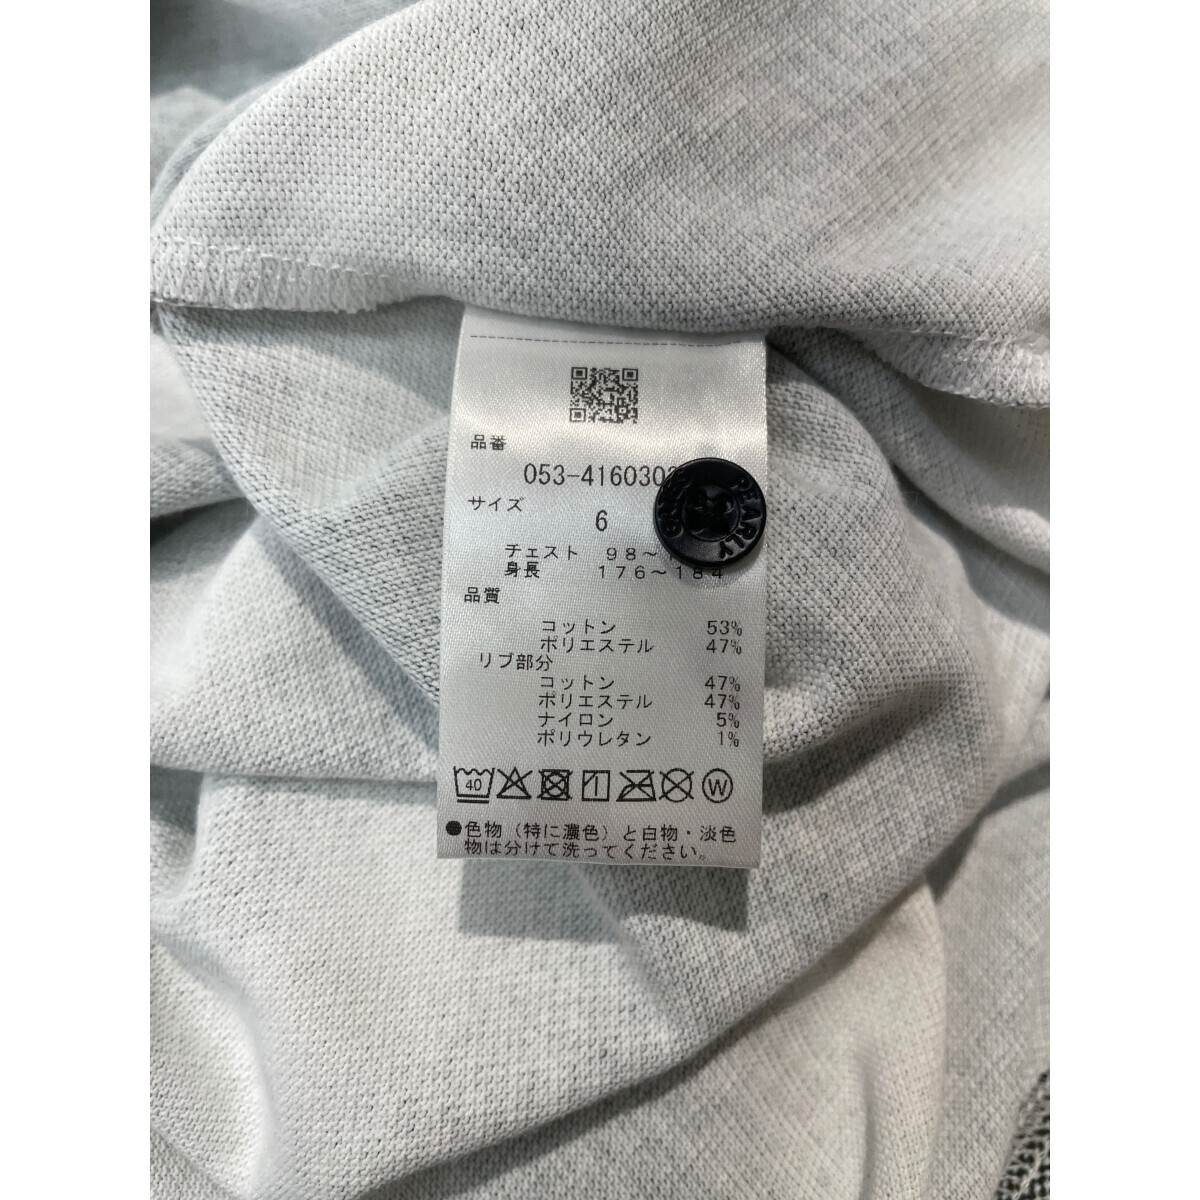 品番
053-416030
サイズ
6
チェスト 98～
身長 176～184
品質
コットン 53%
ポリエステル 47%
リブ部分
コットン 47%
ポリエステル 47%
ナイロン 5%
ポリウレタン 1%
40
W
●色物（特に濃色）と白物・淡色
物は分けて洗ってください。
PEARLY